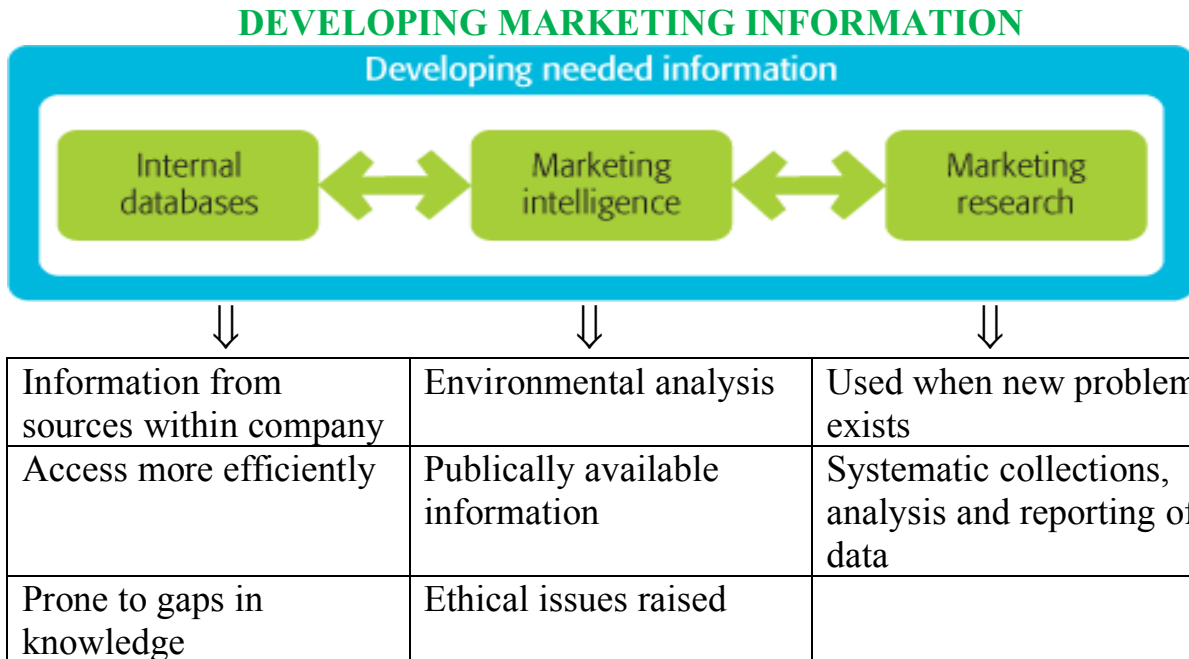 DEVELOPING MARKETING INFORMATION
Developing needed information
Internal
databases
Marketing
intelligence
Marketing
research
Information from
sources within company
Environmental analysis
Used when new problem
exists
Access more efficiently
Publically available
information
Systematic collections,
analysis and reporting of
data
Prone to gaps in
knowledge
Ethical issues raised